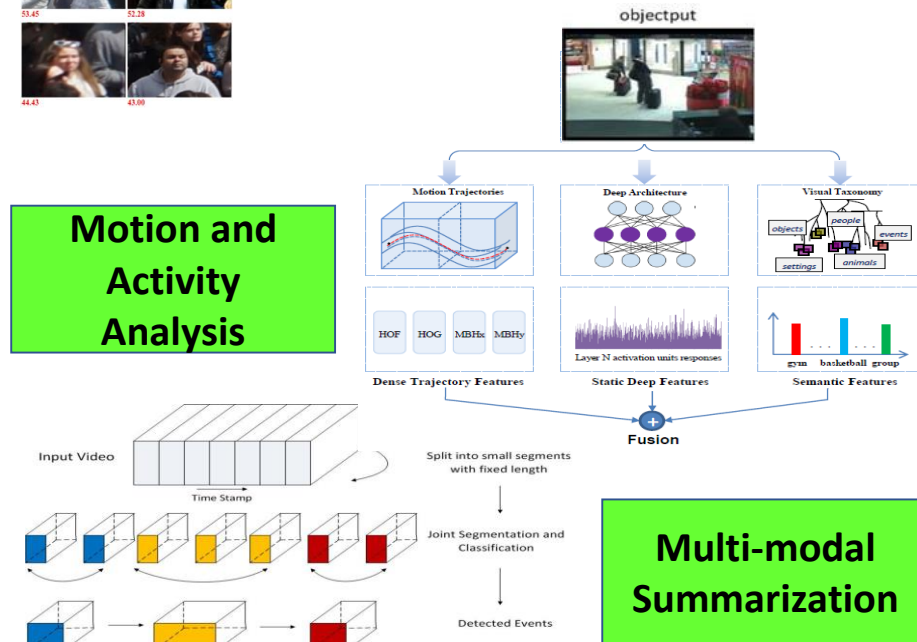 53.45
52.28
44.43
43.00
objectput
Motion Trajectories
Deep Architecture
Visual Taxonomy
objects
people
events
settings
animals
Motion and
Activity
Analysis
HOF
HOG
MBHx
MBHy
Layer N activation units responses
gym
basketball
group
. . . .
. . .
Dense Trajectory Features
Static Deep Features
Semantic Features
+
Fusion
Input Video
Time Stamp
Split into small segments
with fixed length
Joint Segmentation and
Classification
Detected Events
Multi-modal
Summarization